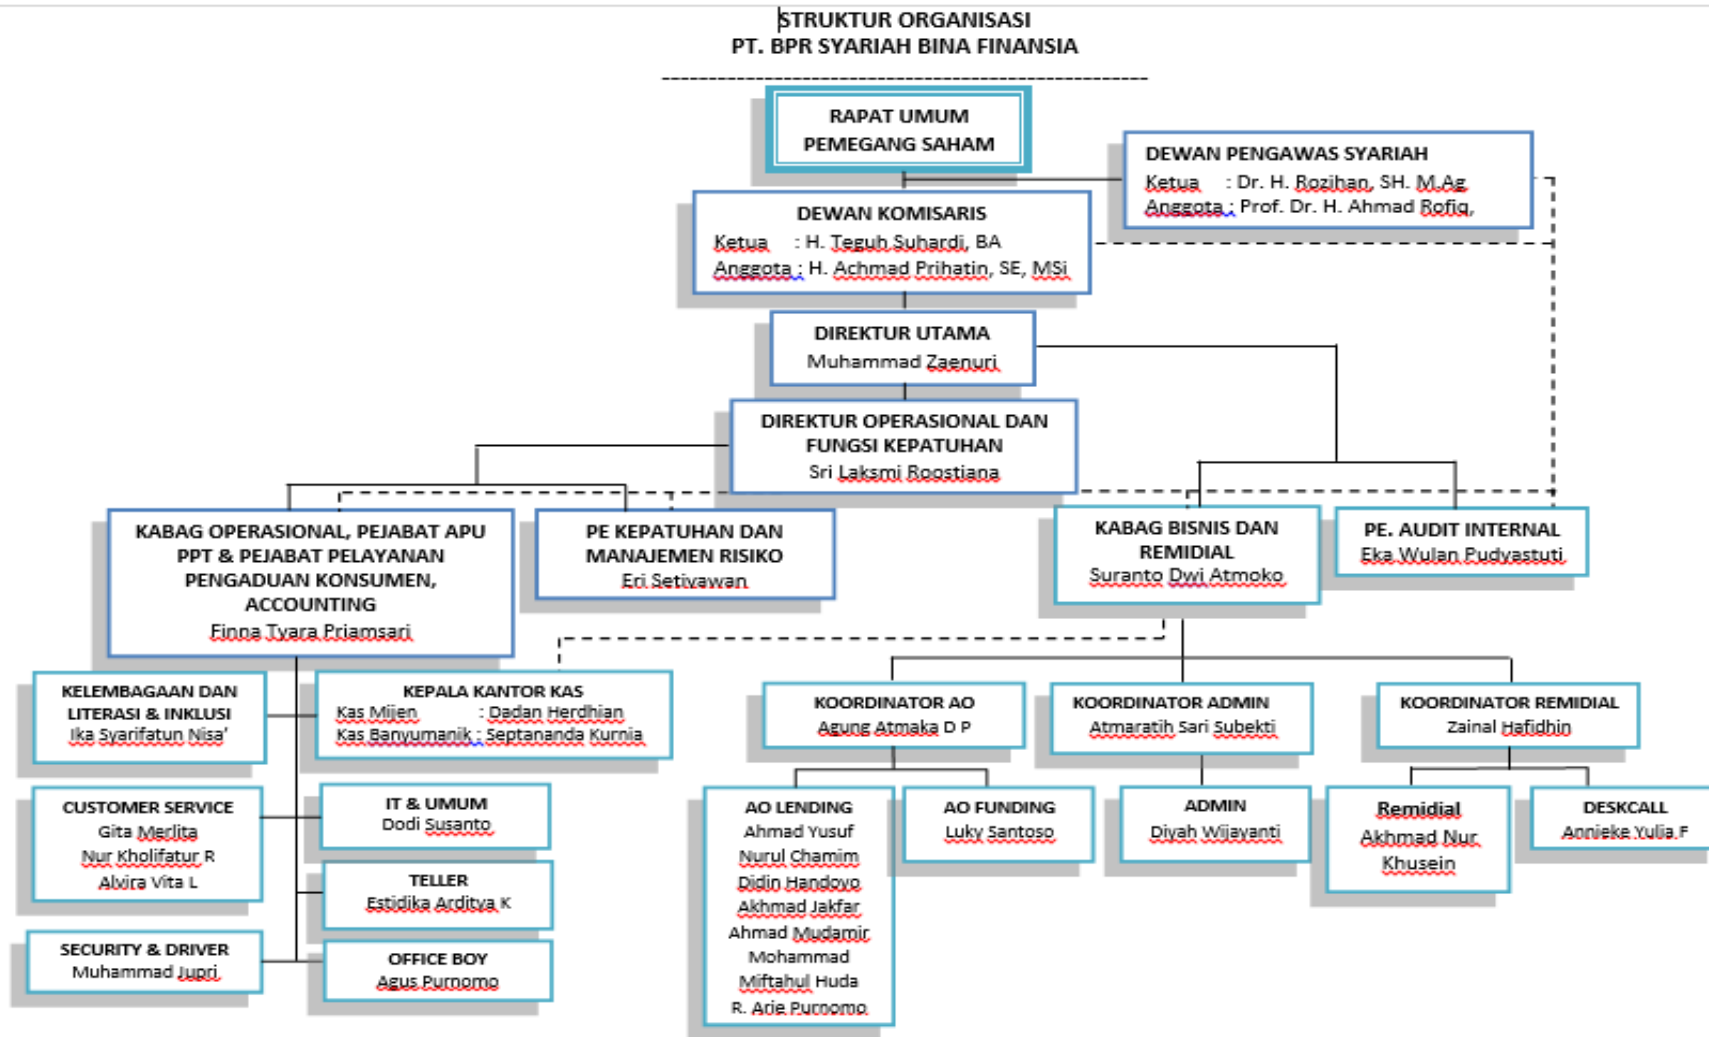 STRUKTUR ORGANISASI
PT. BPR SYARIAH BINA FINANSIA
RAPAT UMUM
PEMEGANG SAHAM
DEWAN PENGAWAS SYARIAH
Ketua : Dr. H. Rozihan, SH. M.Ag
Anggota : Prof. Dr. H. Ahmad Rofiq,
DEWAN KOMISARIS
Ketua : H. Teguh Suhardi, BA
Anggota : H. Achmad Prihatin, SE, MSi
DIREKTUR UTAMA
Muhammad Zaenuri
DIREKTUR OPERASIONAL DAN
FUNGSI KEPATUHAN
Sri Laksmi Roostiana
KABAG OPERASIONAL, PEJABAT APU
PPT & PEJABAT PELAYANAN
PENGADUAN KONSUMEN,
ACCOUNTING
Finna Tyara Priamsari
PE KEPATUHAN DAN
MANAJEMEN RISIKO
Eri Setiyawan
KABAG BISNIS DAN
REMIDIAL
Suranto Dwi Atmoko
PE. AUDIT INTERNAL
Eka Wulan Pudyastuti
KELEMBAGAAN DAN
LITERASI & INKLUSI
Ika Syarifatun Nisa'
KEPALA KANTOR KAS
Kas Mijen : Dadan Herdhian
Kas Banyumanik : Septananda Kurnia
KOORDINATOR AO
Agung Atmaka D P
KOORDINATOR ADMIN
Atmaratih Sari Subekti
KOORDINATOR REMIDIAL
Zainal Hafidhin
CUSTOMER SERVICE
Gita Merlita
Nur Kholifatur R
Alvira Vita L
IT & UMUM
Dodi Susanto
TELLER
Estidika Arditya K
SECURITY & DRIVER
Muhammad Jupri
OFFICE BOY
Agus Purnomo
AO LENDING
Ahmad Yusuf
Nurul Chamim
Didin Handoyo
Akhmad Jakfar
Ahmad Mudamir
Mohammad
Miftahul Huda
R. Arie Purnomo
AO FUNDING
Luky Santoso
ADMIN
Diyah Wijayanti
Remidial
Akhmad Nur
Khusein
DESKCALL
Annieke Yulia F